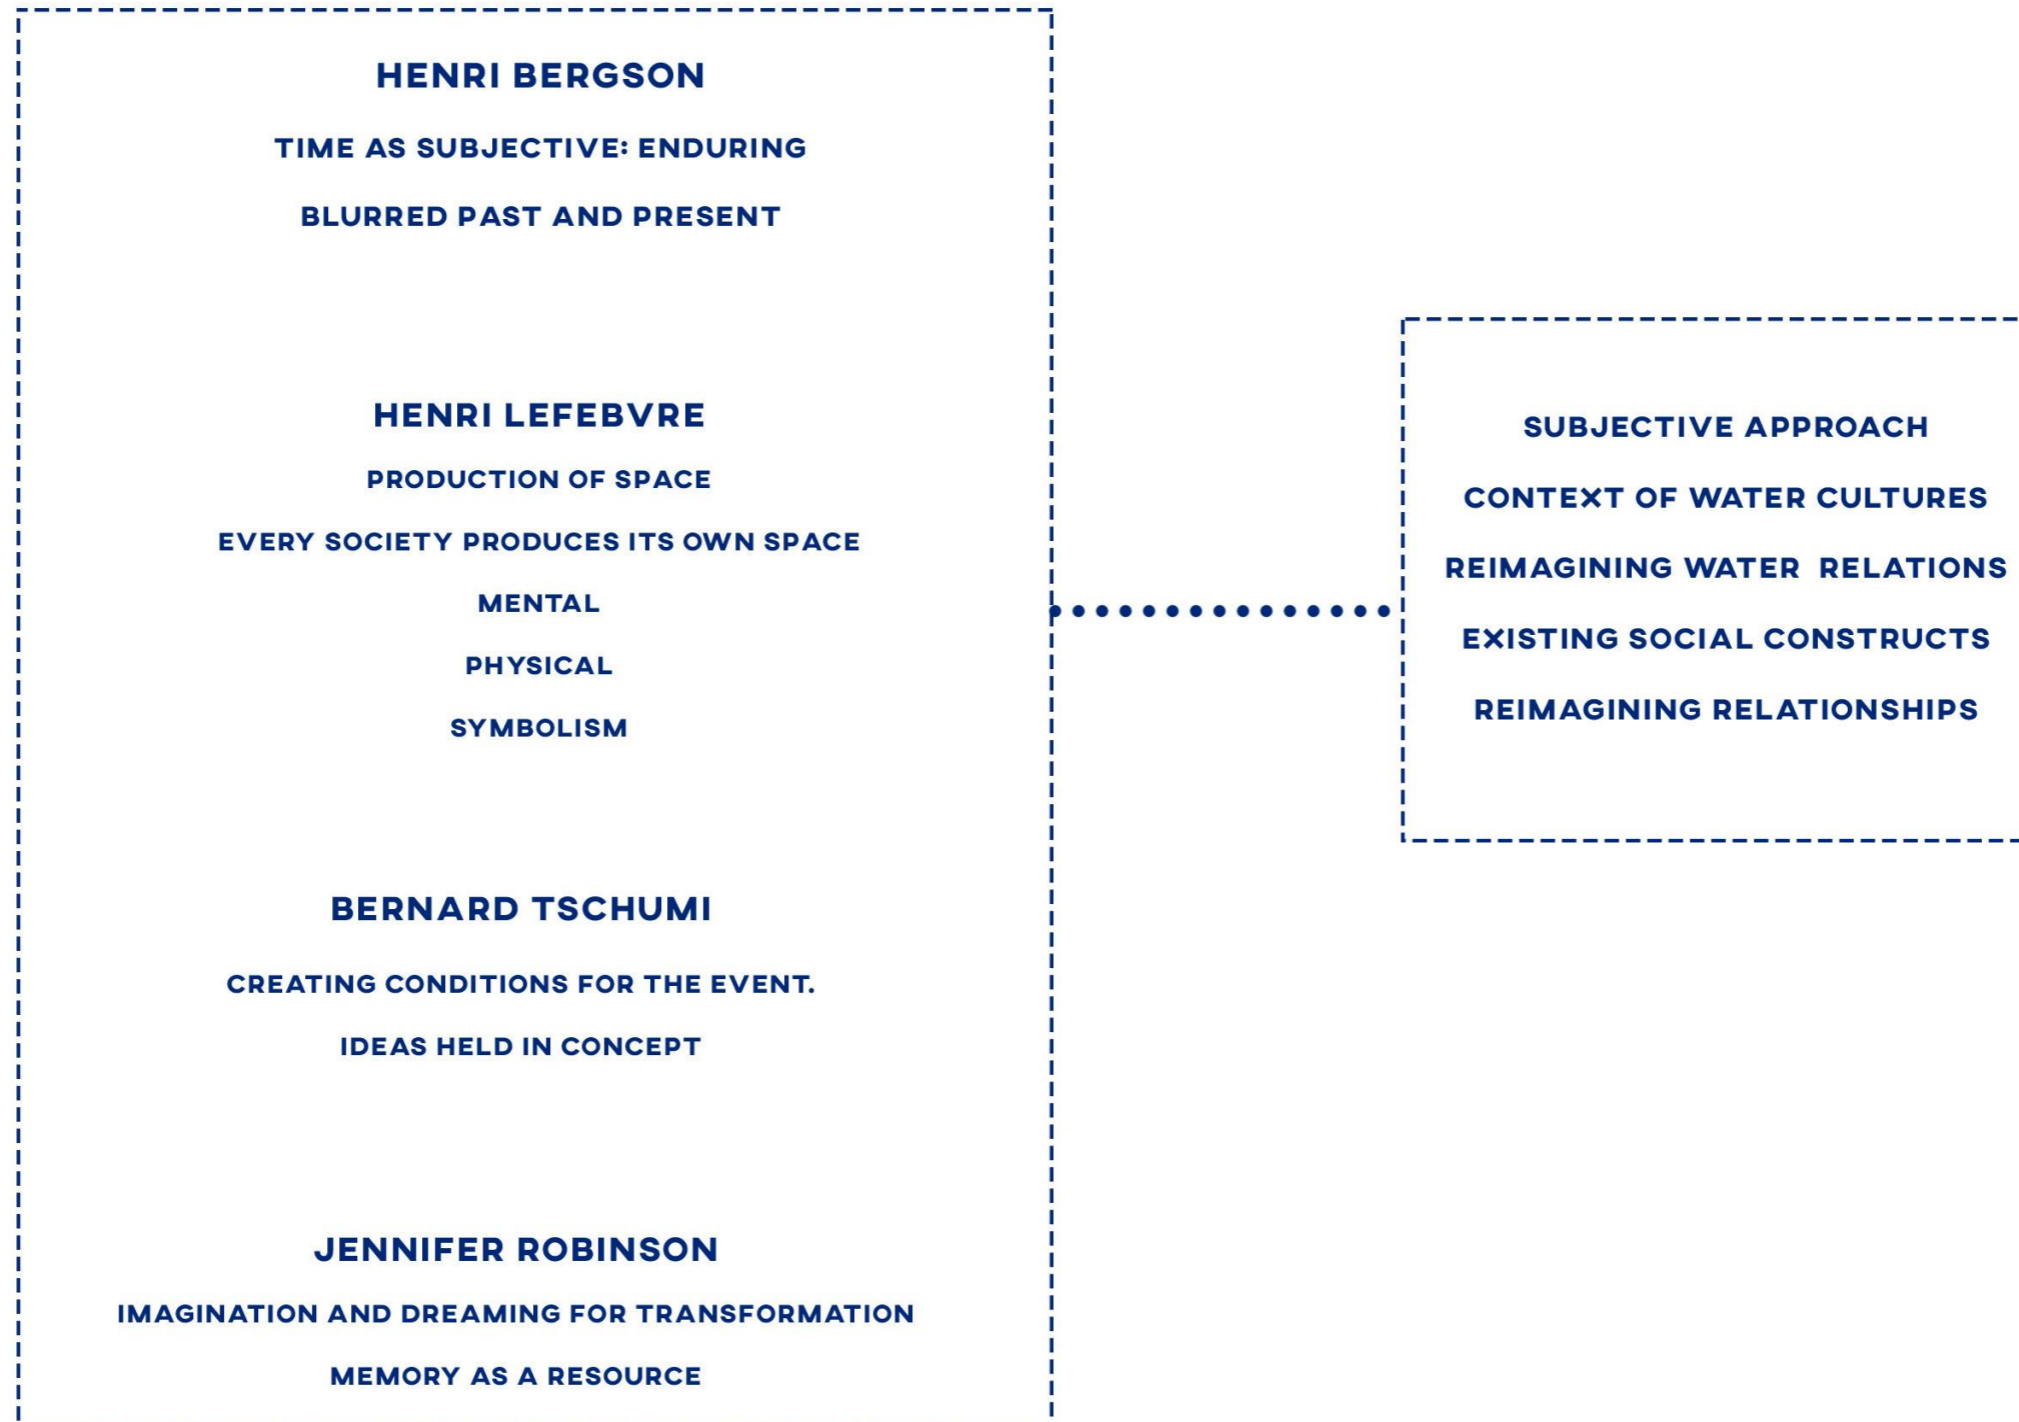 HENRI BERGSON
TIME AS SUBJECTIVE: ENDURING
BLURRED PAST AND PRESENT
HENRI LEFEBVRE
PRODUCTION OF SPACE
EVERY SOCIETY PRODUCES ITS OWN SPACE
MENTAL
PHYSICAL
SYMBOLISM
BERNARD TSCHUMI
CREATING CONDITIONS FOR THE EVENT.
IDEAS HELD IN CONCEPT
JENNIFER ROBINSON
IMAGINATION AND DREAMING FOR TRANSFORMATION
MEMORY AS A RESOURCE
SUBJECTIVE APPROACH
CONTEXT OF WATER CULTURES
REIMAGINING WATER RELATIONS
EXISTING SOCIAL CONSTRUCTS
REIMAGINING RELATIONSHIPS